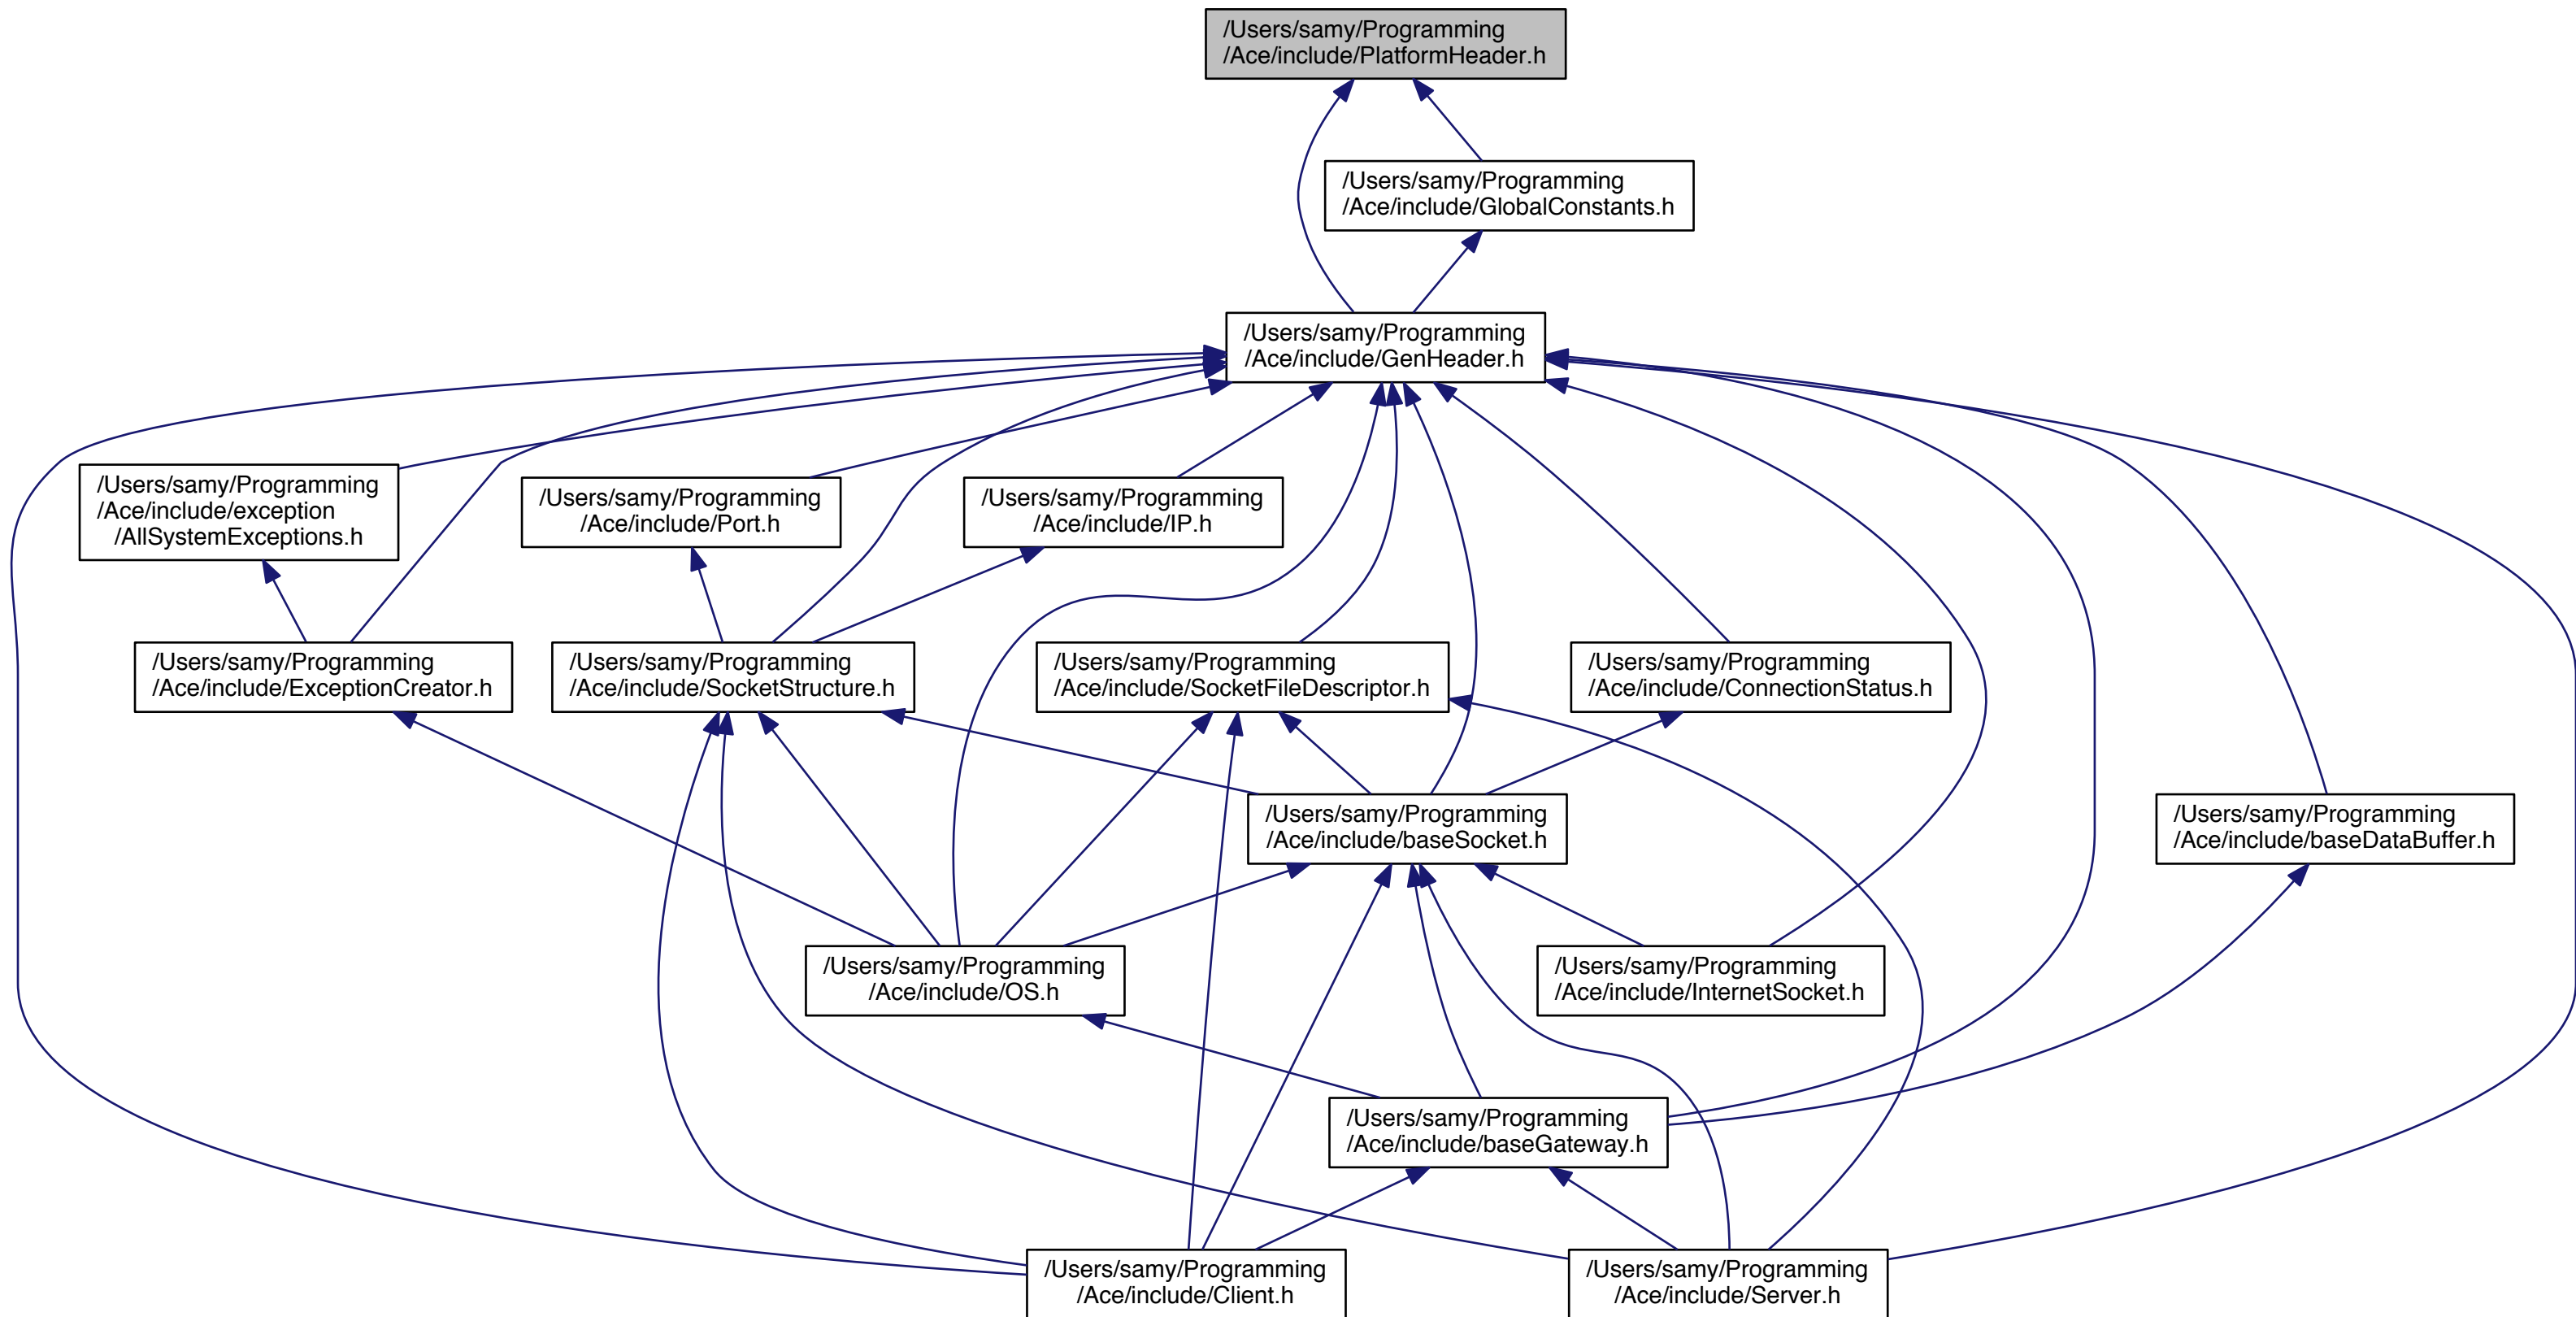 /Users/samy/Programming
/Ace/include/PlatformHeader.h
/Users/samy/Programming
/Ace/include/GlobalConstants.h
/Users/samy/Programming
/Ace/include/GenHeader.h
/Users/samy/Programming
/Ace/include/exception
/AllSystemExceptions.h
/Users/samy/Programming
/Ace/include/Port.h
/Users/samy/Programming
/Ace/include/IP.h
/Users/samy/Programming
/Ace/include/ExceptionCreator.h
/Users/samy/Programming
/Ace/include/SocketStructure.h
/Users/samy/Programming
/Ace/include/SocketFileDescriptor.h
/Users/samy/Programming
/Ace/include/ConnectionStatus.h
/Users/samy/Programming
/Ace/include/baseSocket.h
/Users/samy/Programming
/Ace/include/baseDataBuffer.h
/Users/samy/Programming
/Ace/include/OS.h
/Users/samy/Programming
/Ace/include/InternetSocket.h
/Users/samy/Programming
/Ace/include/baseGateway.h
/Users/samy/Programming
/Ace/include/Client.h
/Users/samy/Programming
/Ace/include/Server.h